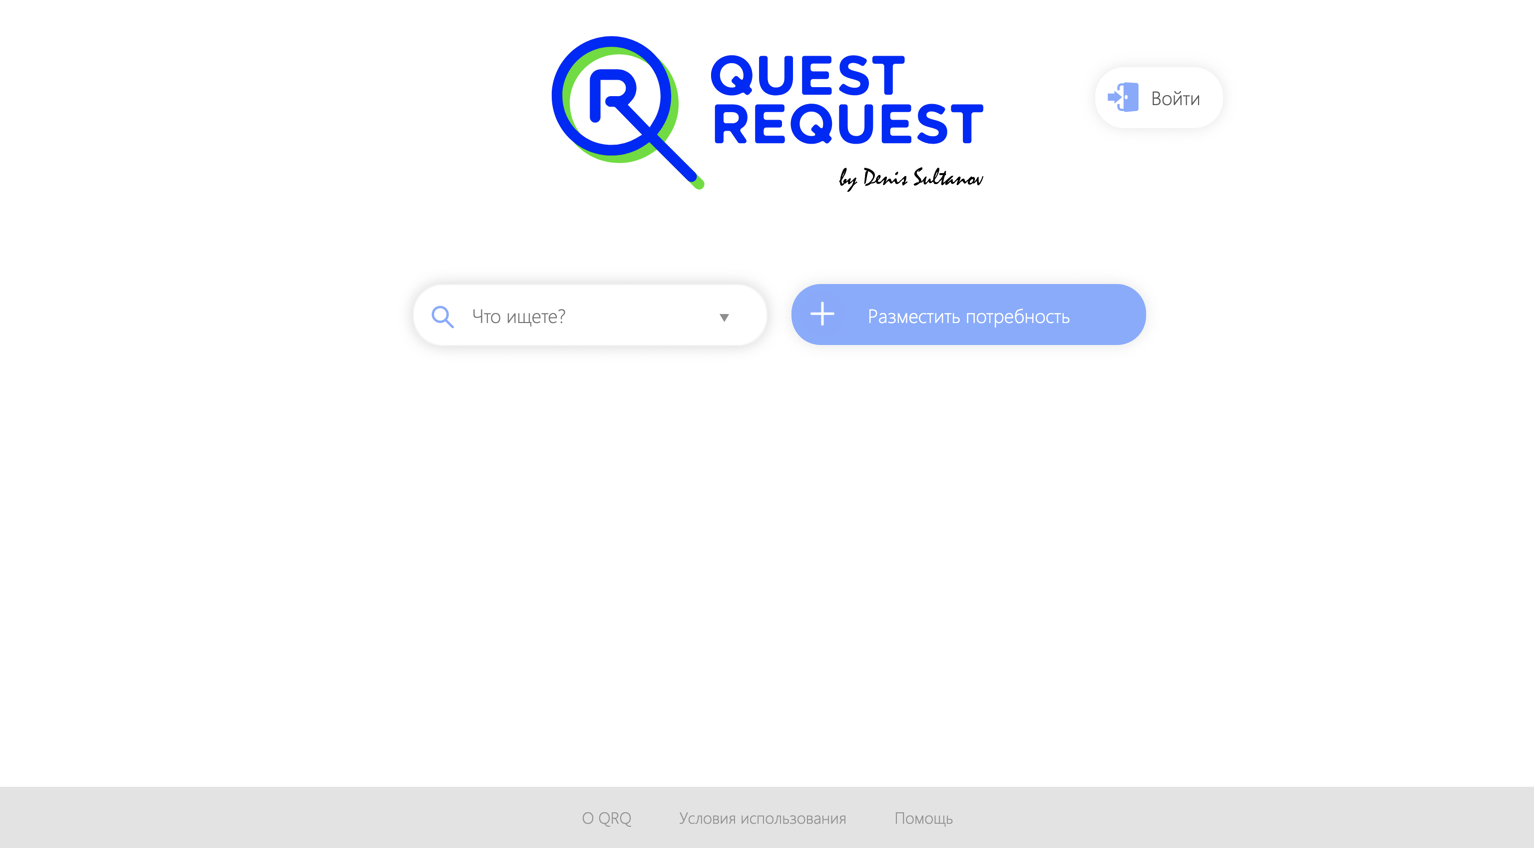 QUEST
REQUEST
by Denis Sultanov
Войти
Что ищете?
Разместить потребность
О QRQ
Условия использования
Помощь